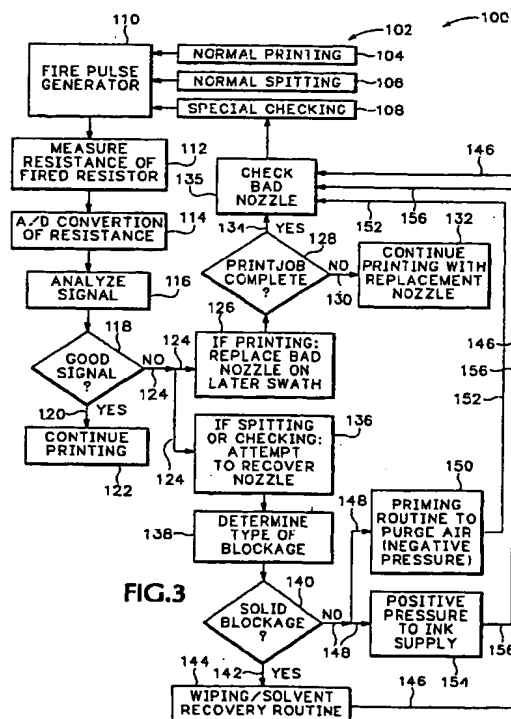 110
102
100
FIRE PULSE
GENERATOR
NORMAL PRINTING
104
NORMAL SPITTING
106
SPECIAL CHECKING
108
MEASURE
RESISTANCE OF
FIRED RESISTOR
112
A/D CONVERTION
OF RESISTANCE
114
ANALYZE
SIGNAL
116
118
GOOD
SIGNAL
?
NO
124
124
120
YES
CONTINUE
PRINTING
122
135
CHECK
BAD
NOZZLE
146
156
152
134
YES
128
PRINTJOB
COMPLETE
?
NO
130
132
CONTINUE
PRINTING WITH
REPLACEMENT
NOZZLE
126
IF PRINTING:
REPLACE BAD
NOZZLE ON
LATER SWATH
146
156
152
136
IF SPITTING
OR CHECKING:
ATTEMPT
TO RECOVER
NOZZLE
124
138
DETERMINE
TYPE OF
BLOCKAGE
150
148
PRIMING
ROUTINE TO
PURGE AIR
(NEGATIVE
PRESSURE)
FIG.3
140
SOLID
BLOCKAGE
?
NO
148
POSITIVE
PRESSURE
TO INK
SUPPLY
154
156
142
YES
144
WIPING/SOLVENT
RECOVERY ROUTINE
146